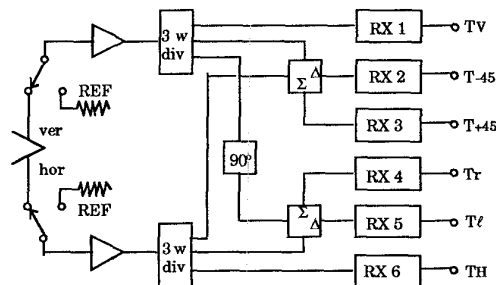 3 w
div
RX 1
TV
RX 2
T-45
Σ Δ
RX 3
T+45
REF
ver
hor
REF
90°
RX 4
Tr
Σ
Δ
RX 5
Tℓ
3 w
div
RX 6
TH